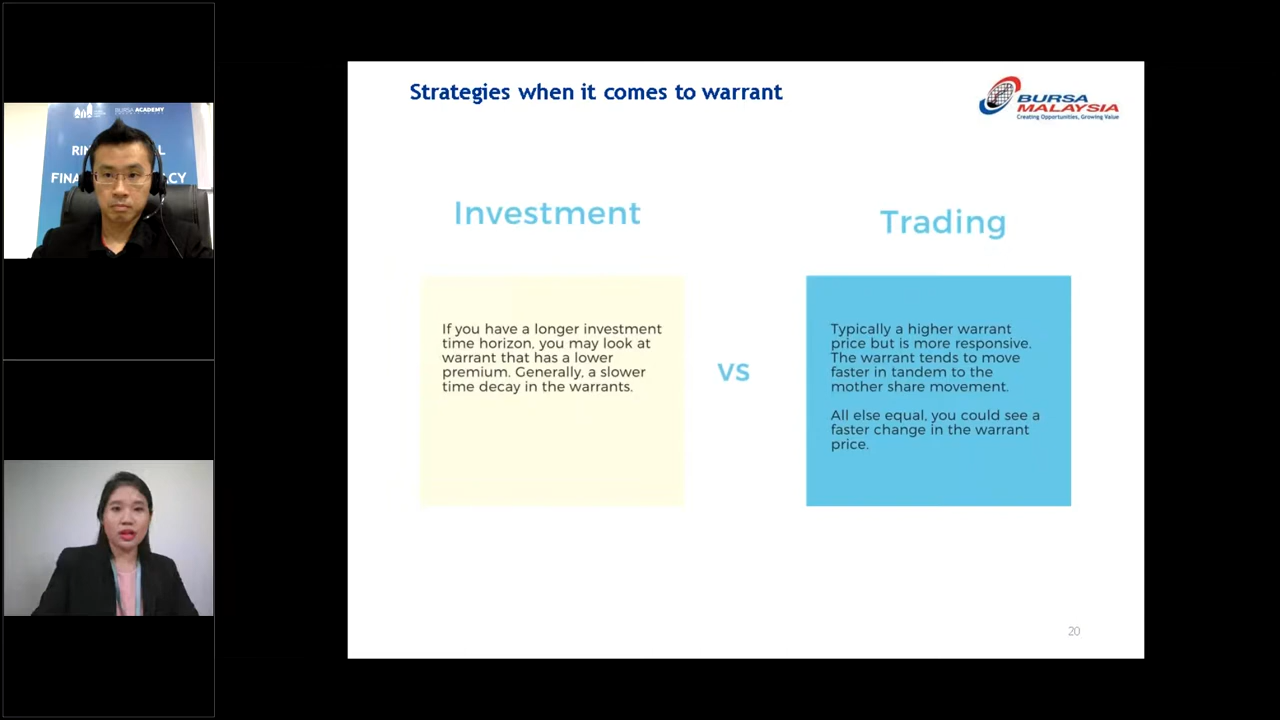 BURSA ACADEMY
Strategies when it comes to warrant
BURSA
MALAYSIA
Creating Opportunities, Growing Value
Investment
Trading
If you have a longer investment
time horizon, you may look at
warrant that has a lower
premium. Generally, a slower
time decay in the warrants.
vs
Typically a higher warrant
price but is more responsive.
The warrant tends to move
faster in tandem to the
mother share movement.
All else equal, you could see a
faster change in the warrant
price.
20